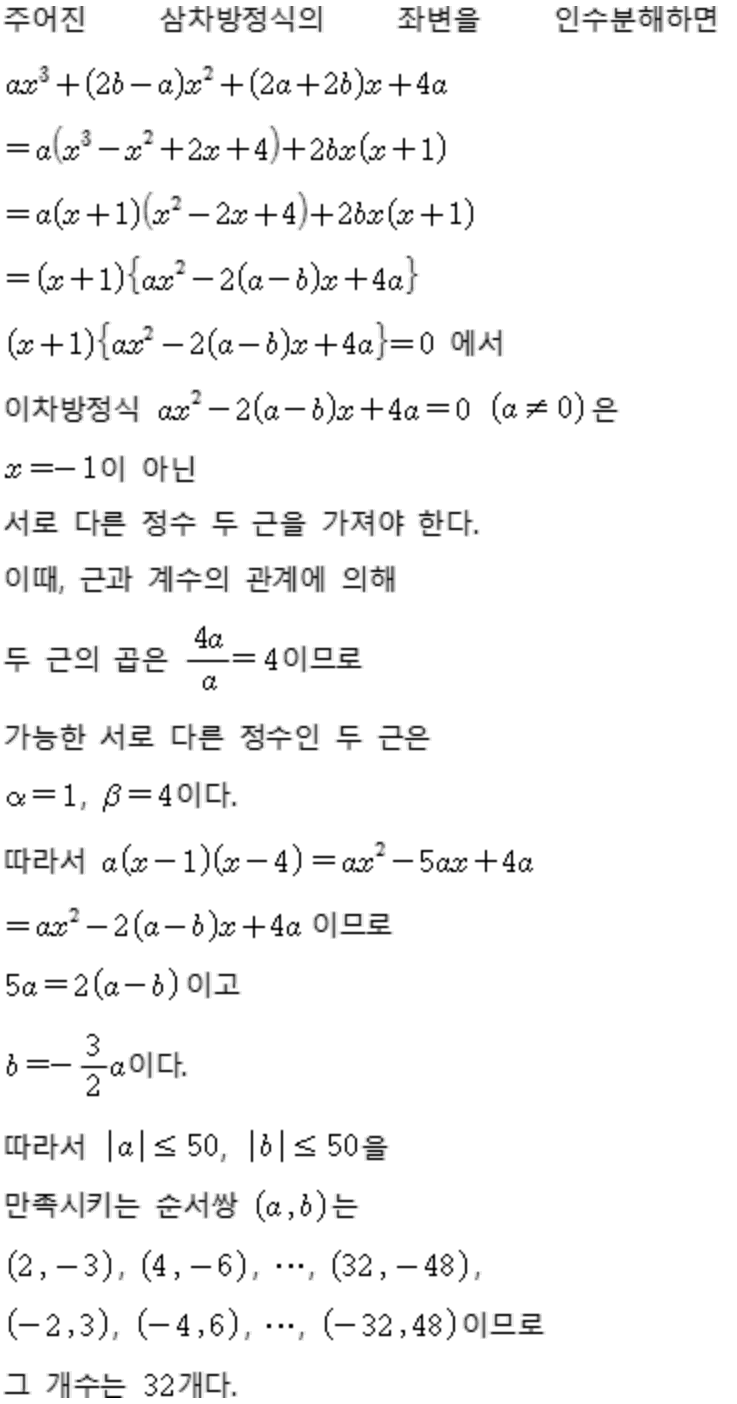 주어진 삼차방정식의 좌변을 인수분해하면
ax³+(2b−a)x²+(2a+2b)x+4a
=a(x³−x²+2x+4)+2bx(x+1)
=a(x+1)(x²−2x+4)+2bx(x+1)
=(x+1){ax²−2(a−b)x+4a}
(x+1){ax²−2(a−b)x+4a}=0 에서
이차방정식 ax²−2(a−b)x+4a=0 (a≠0)은
x=−1이 아닌
서로 다른 정수 두 근을 가져야 한다.
이때, 근과 계수의 관계에 의해
두 근의 곱은 4a/a=4이므로
가능한 서로 다른 정수인 두 근은
α=1, β=4이다.
따라서 a(x−1)(x−4)=ax²−5ax+4a
=ax²−2(a−b)x+4a 이므로
5a=2(a−b)이고
b=−3/2a이다.
따라서 |a|≤50, |b|≤50을
만족시키는 순서쌍 (a,b)는
(2,−3), (4,−6), ⋯, (32,−48),
(−2,3), (−4,6), ⋯, (−32,48)이므로
그 개수는 32개다.